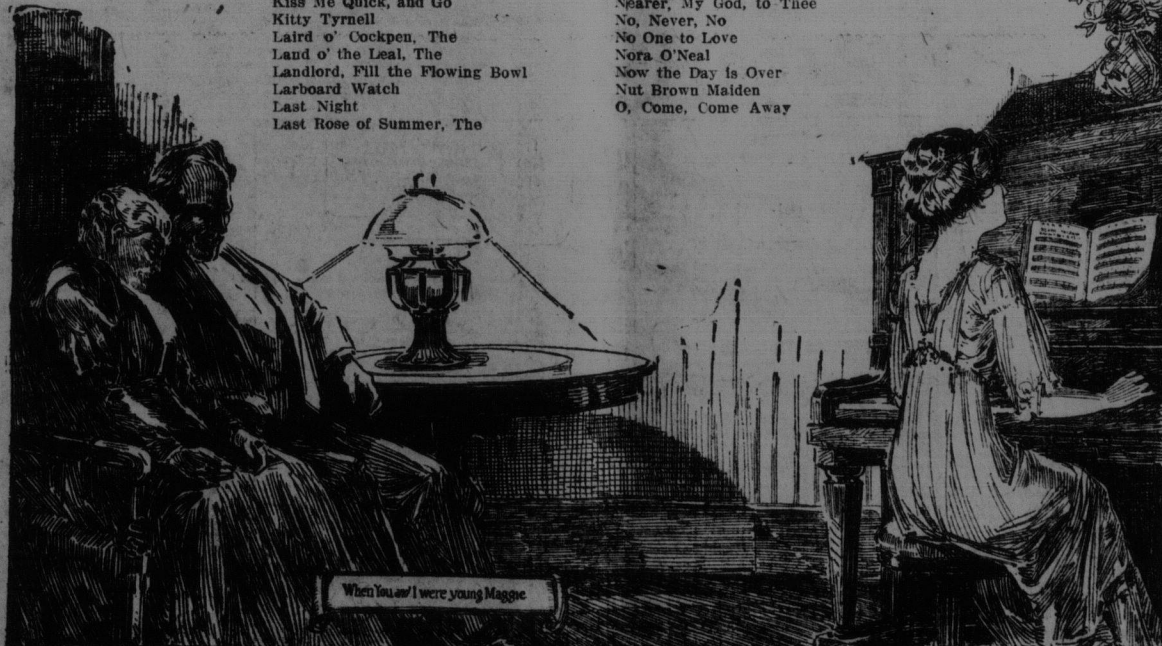 Kiss Me Quick, and Go
Kitty Tyrnell
Laird o' Cockpen, The
Land o' the Leal, The
Landlord, Fill the Flowing Bowl
Larboard Watch
Last Night
Last Rose of Summer, The
Nearer, My God, to Thee
No, Never, No
No One to Love
Nora O'Neal
Now the Day is Over
Nut Brown Maiden
O, Come, Come Away
When You and I were young Maggie